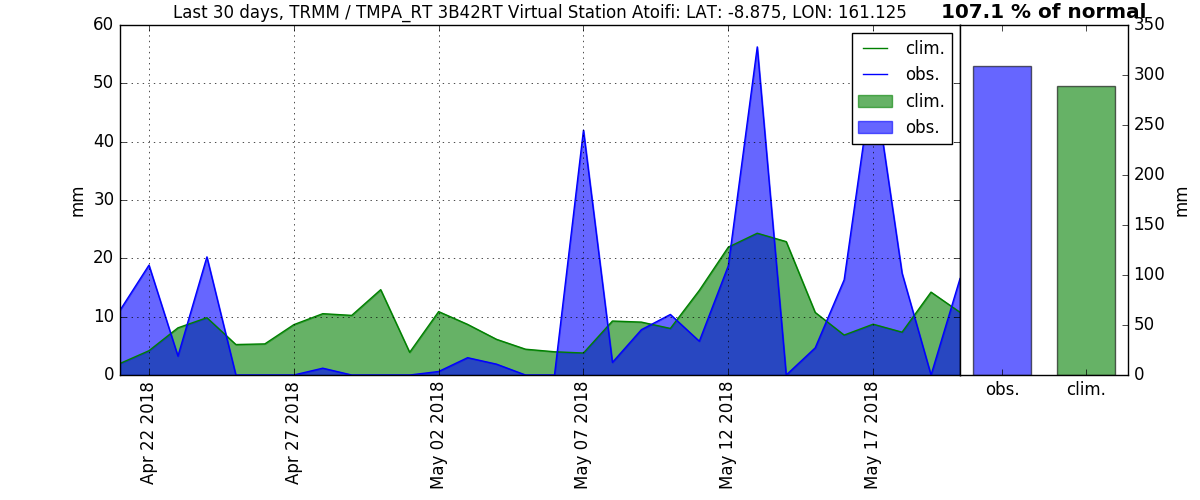 Last 30 days, TRMM / TMPA_RT 3B42RT Virtual Station Atoifi: LAT: -8.875, LON: 161.125
107.1 % of normal
60
50
40
30
20
10
0
mm
clim.
obs.
clim.
obs.
350
300
250
200
150
100
50
0
mm
obs.
clim.
Apr 22 2018
Apr 27 2018
May 02 2018
May 07 2018
May 12 2018
May 17 2018